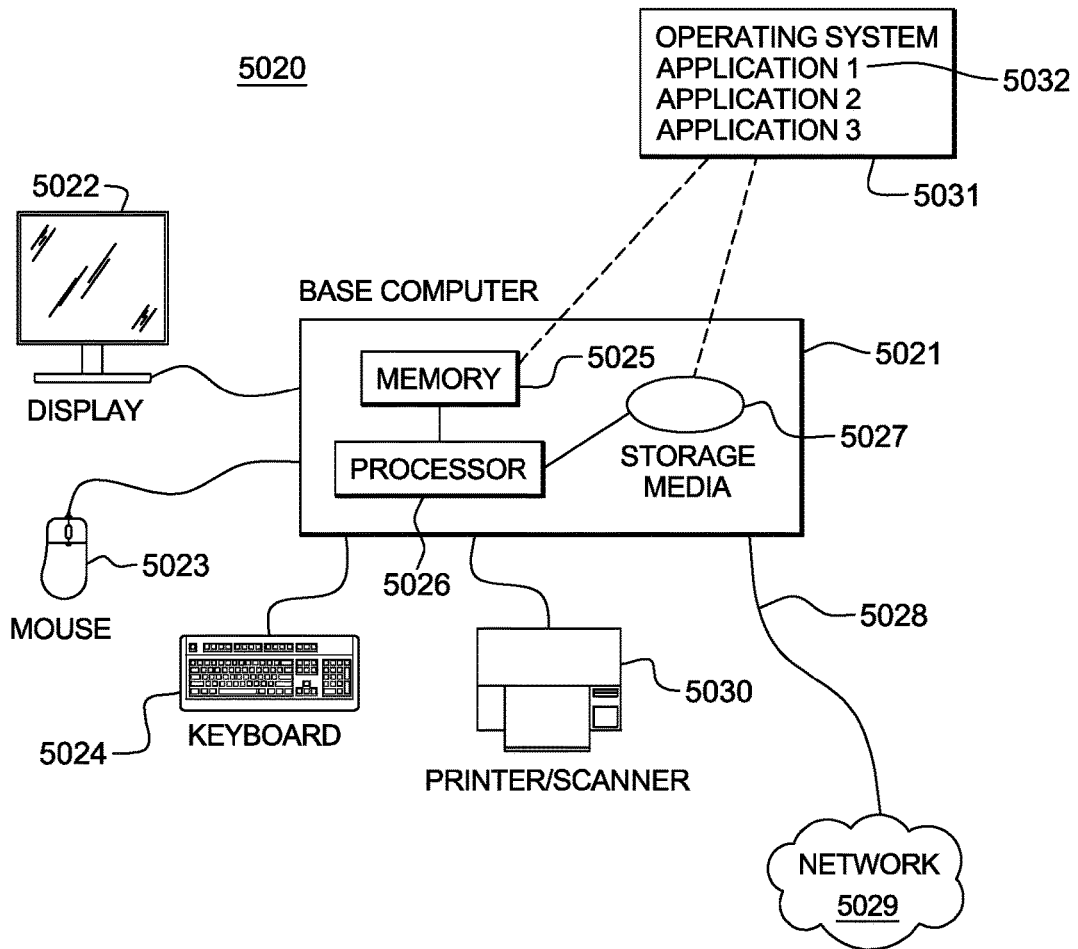 5020
OPERATING SYSTEM
APPLICATION 1
APPLICATION 2
APPLICATION 3
5032
5031
5022
DISPLAY
BASE COMPUTER
5021
MEMORY
5025
PROCESSOR
5026
STORAGE
MEDIA
5027
MOUSE
5023
KEYBOARD
5024
PRINTER/SCANNER
5030
5028
NETWORK
5029